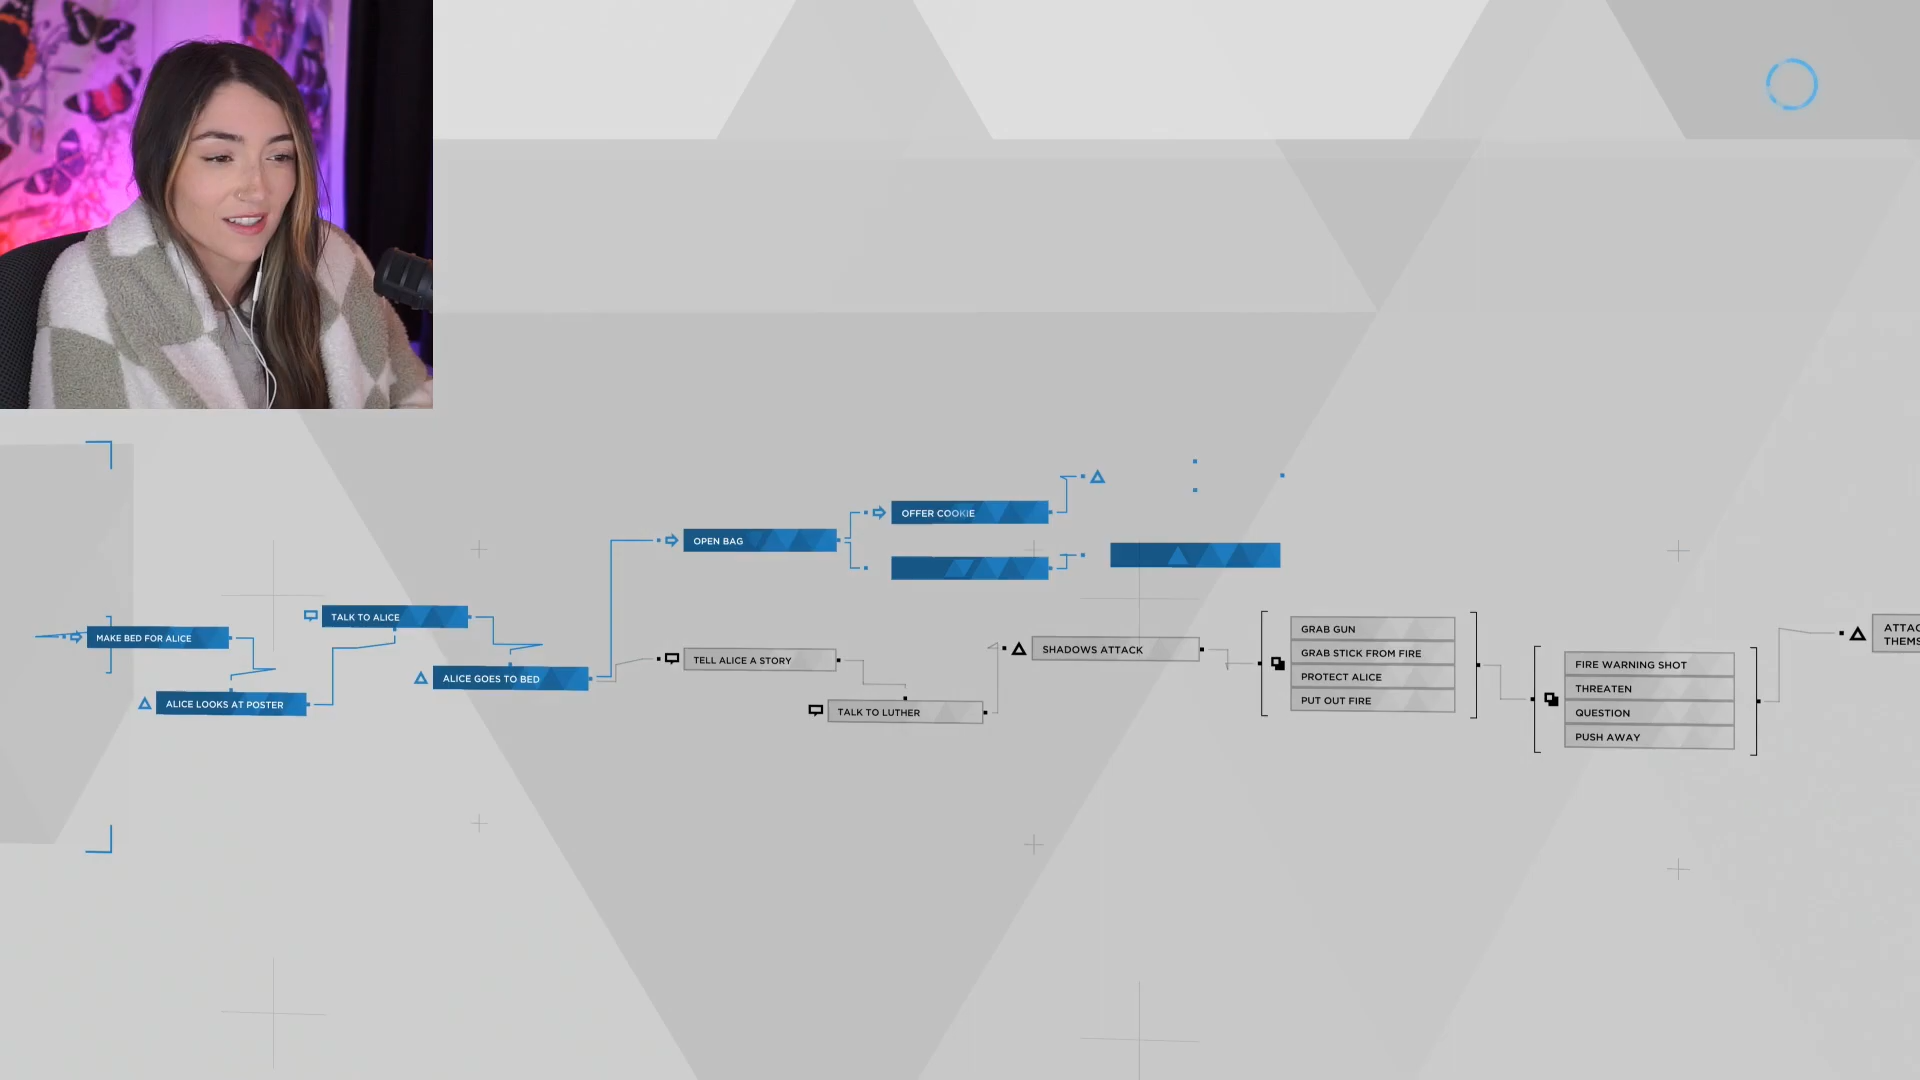 MAKE BED FOR ALICE
ALICE LOOKS AT POSTER
TALK TO ALICE
ALICE GOES TO BED
OPEN BAG
OFFER COOKIE
TELL ALICE A STORY
TALK TO LUTHER
SHADOWS ATTACK
GRAB GUN
GRAB STICK FROM FIRE
PROTECT ALICE
PUT OUT FIRE
FIRE WARNING SHOT
THREATEN
QUESTION
PUSH AWAY